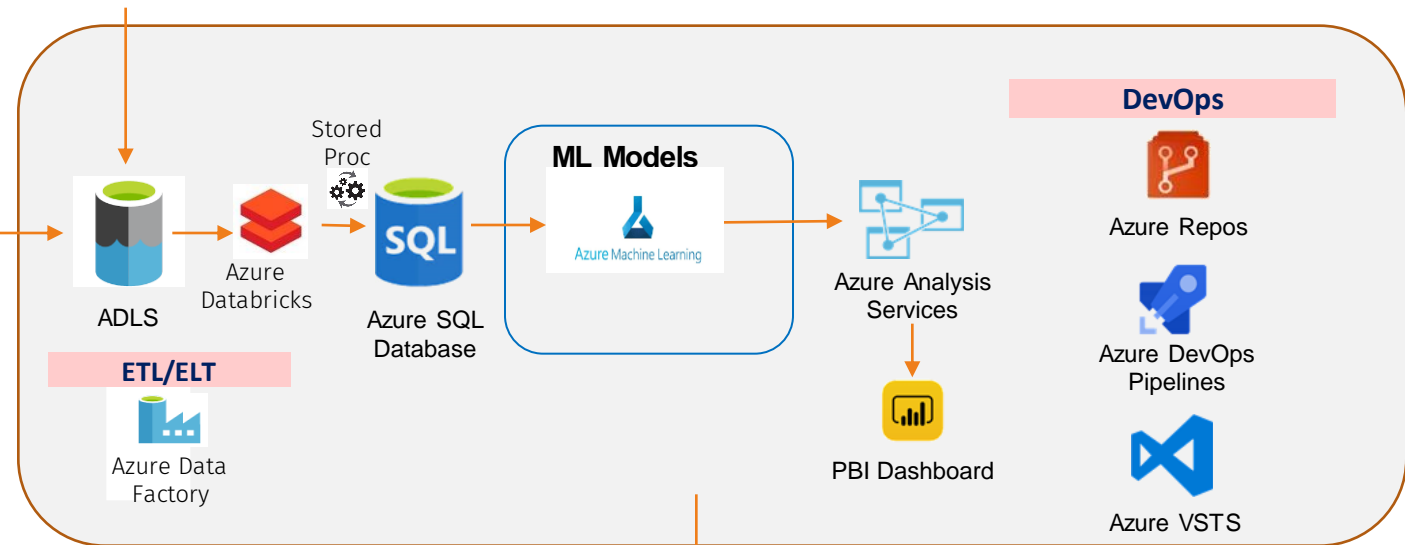 DevOps
Stored
Proc
ML Models
SQL
Azure Machine Learning
Azure Repos
Azure
Databricks
ADLS
Azure SQL
Database
Azure Analysis
Services
Azure DevOps
Pipelines
ETL/ELT
Azure Data
Factory
PBI Dashboard
Azure VSTS